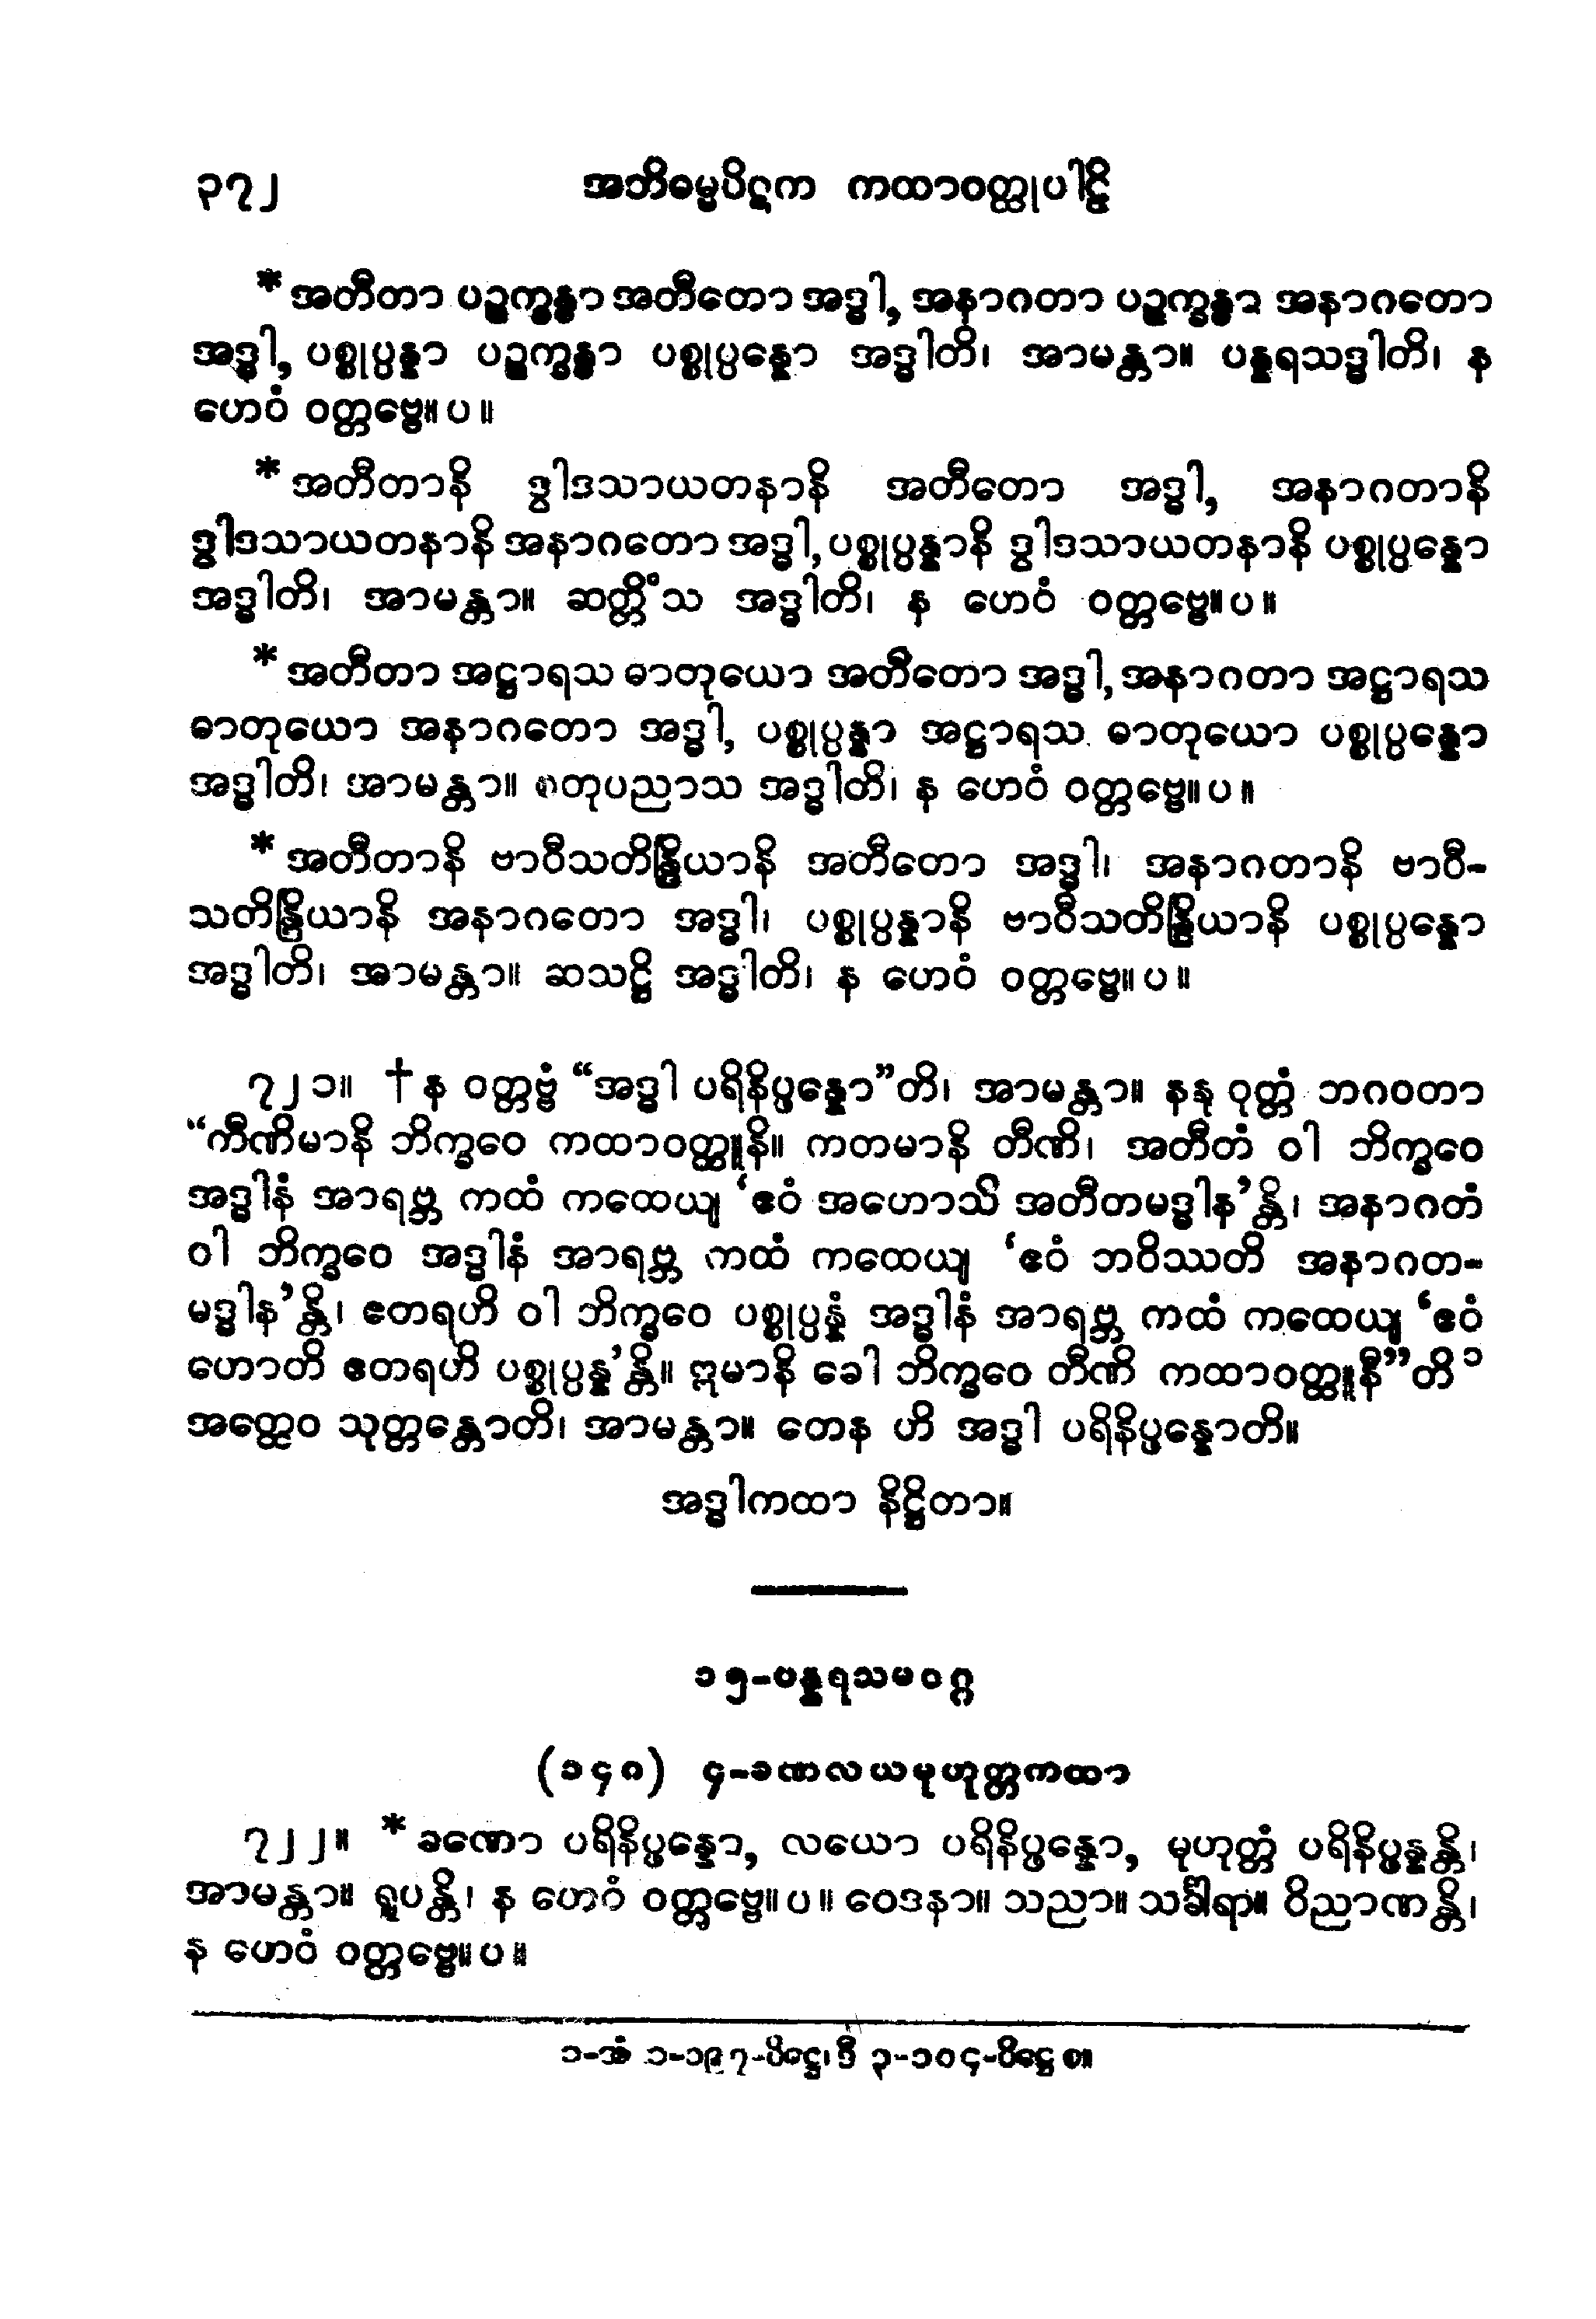 ၃၇၂ အဘိဓမ္မပိဋက ကထာဝတ္ထုပါဠိ
* အတီတာ ပဉ္စက္ခန္ဓာ အတီတော အဒ္ဓါ, အနာဂတာ ပဉ္စက္ခန္ဓာ အနာဂတော
အဒ္ဓါ, ပစ္စုပ္ပန္နာ ပဉ္စက္ခန္ဓာ ပစ္စုပ္ပန္နော အဒ္ဓါတိ၊ အာမန္တာ။ ပန္နရသဒ္ဓါတိ၊ န
ဟေဝံ ဝတ္တဗ္ဗေ။ ပ ။
* အတီတာနိ ဒွါဒသာယတနာနိ အတီတော အဒ္ဓါ, အနာဂတာနိ
ဒွါဒသာယတနာနိ အနာဂတော အဒ္ဓါ, ပစ္စုပ္ပန္နာနိ ဒွါဒသာယတနာနိ ပစ္စုပ္ပန္နော
အဒ္ဓါတိ၊ အာမန္တာ။ ဆတ္တိံသ အဒ္ဓါတိ၊ န ဟေဝံ ဝတ္တဗ္ဗေ။ ပ ။
* အတီတာ အဋ္ဌာရသ ဓာတုယော အတီတော အဒ္ဓါ, အနာဂတာ အဋ္ဌာရသ
ဓာတုယော အနာဂတော အဒ္ဓါ, ပစ္စုပ္ပန္နာ အဋ္ဌာရသ ဓာတုယော ပစ္စုပ္ပန္နော
အဒ္ဓါတိ၊ အာမန္တာ။ စတုပညာသ အဒ္ဓါတိ၊ န ဟေဝံ ဝတ္တဗ္ဗေ။ ပ ။
* အတီတာနိ ဗာဝီသတိန္ဒြိယာနိ အတီတော အဒ္ဓါ၊ အနာဂတာနိ ဗာဝီ-
သတိန္ဒြိယာနိ အနာဂတော အဒ္ဓါ၊ ပစ္စုပ္ပန္နာနိ ဗာဝီသတိန္ဒြိယာနိ ပစ္စုပ္ပန္နော
အဒ္ဓါတိ၊ အာမန္တာ။ ဆသဋ္ဌိ အဒ္ဓါတိ၊ န ဟေဝံ ဝတ္တဗ္ဗေ။ ပ ။
၇၂၁။ † န ဝတ္တဗ္ဗံ “အဒ္ဓါ ပရိနိပ္ဖန္နော”တိ၊ အာမန္တာ။ နနု ဝုတ္တံ ဘဂဝတာ
“တီဏိမာနိ ဘိက္ခဝေ ကထာဝတ္ထူနိ။ ကတမာနိ တီဏိ၊ အတီတံ ဝါ ဘိက္ခဝေ
အဒ္ဓါနံ အာရဗ္ဘ ကထံ ကထေယျ ‘ဧဝံ အဟောသိ အတီတမဒ္ဓါန’န္တိ၊ အနာဂတံ
ဝါ ဘိက္ခဝေ အဒ္ဓါနံ အာရဗ္ဘ ကထံ ကထေယျ ‘ဧဝံ ဘဝိဿတိ အနာဂတ-
မဒ္ဓါန’န္တိ၊ ဧတရဟိ ဝါ ဘိက္ခဝေ ပစ္စုပ္ပန္နံ အဒ္ဓါနံ အာရဗ္ဘ ကထံ ကထေယျ ‘ဧဝံ
ဟောတိ ဧတရဟိ ပစ္စုပ္ပန္န’န္တိ။ ဣမာနိ ခေါ ဘိက္ခဝေ တီဏိ ကထာဝတ္ထူနီ”တိ ၁
အတ္ထေဝ သုတ္တန္တောတိ၊ အာမန္တာ။ တေန ဟိ အဒ္ဓါ ပရိနိပ္ဖန္နောတိ။
အဒ္ဓါကထာ နိဋ္ဌိတာ။
၁၅-ပန္နရသမဝဂ္ဂ
(၁၄၈) ၄-ခဏလယမုဟုတ္တကထာ
၇၂၂။ * ခဏော ပရိနိပ္ဖန္နော, လယော ပရိနိပ္ဖန္နော, မုဟုတ္တံ ပရိနိပ္ဖန္နန္တိ၊
အာမန္တာ။ ရူပန္တိ၊ န ဟေဝံ ဝတ္တဗ္ဗေ။ ပ ။ ဝေဒနာ။ သညာ။ သင်္ခါရာ။ ဝိညာဏန္တိ၊
န ဟေဝံ ဝတ္တဗ္ဗေ။ ပ ။
၁-အံ ၁-၁၉၇-ပိဋ္ဌေ၊ ဒီ ၃-၁၀၄-ပိဋ္ဌေ စ။